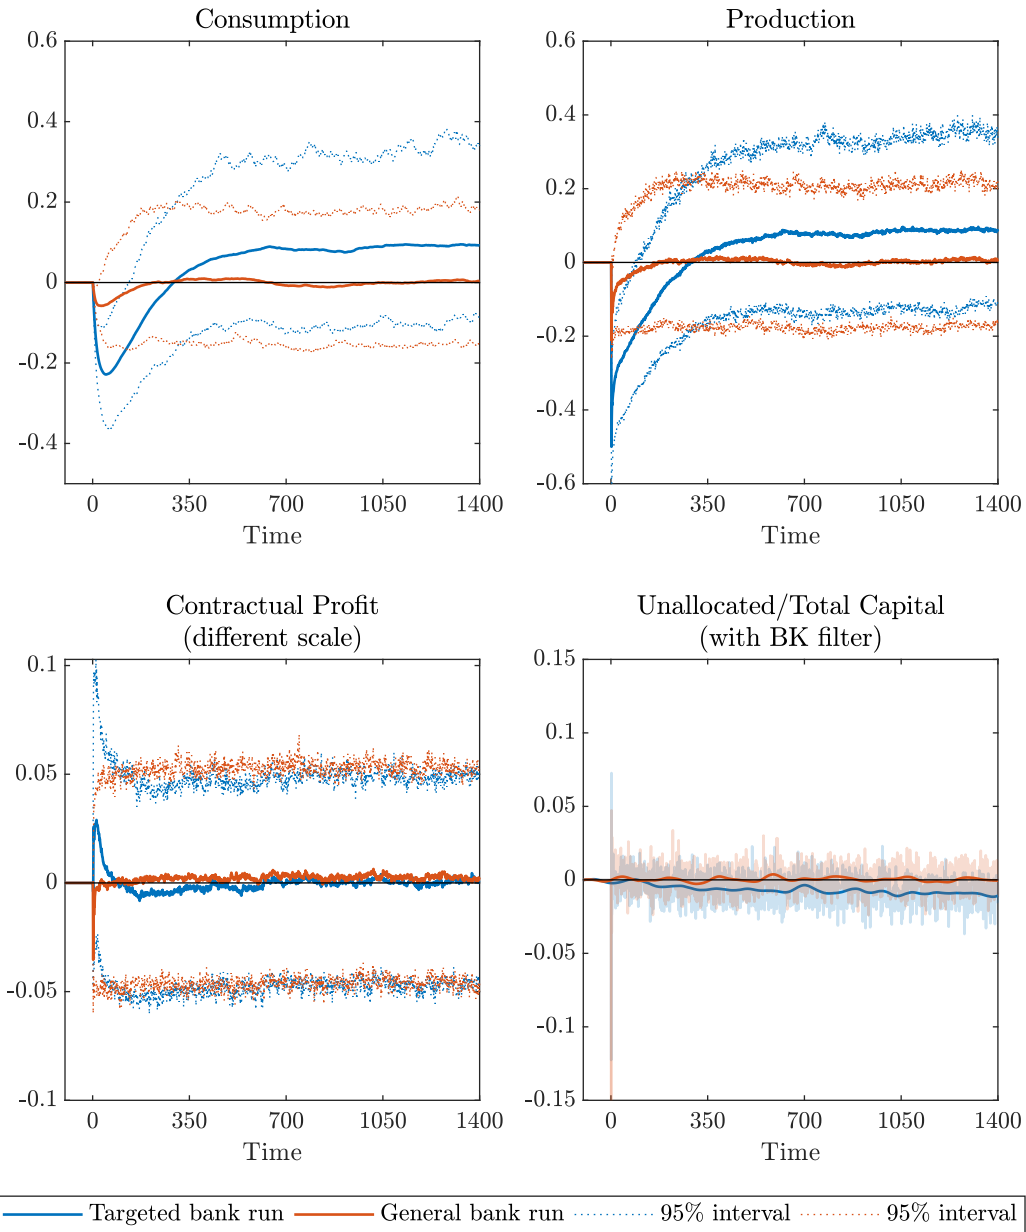 Consumption
Production
0.6
0.4
0.2
0
-0.2
-0.4
0 350 700 1050 1400
Time
0.6
0.4
0.2
0
-0.2
-0.4
-0.6
0 350 700 1050 1400
Time
Contractual Profit
(different scale)
Unallocated/Total Capital
(with BK filter)
0.1
0.05
0
-0.05
-0.1
0 350 700 1050 1400
Time
0.15
0.1
0.05
0
-0.05
-0.1
-0.15
0 350 700 1050 1400
Time
Targeted bank run General bank run 95% interval 95% interval